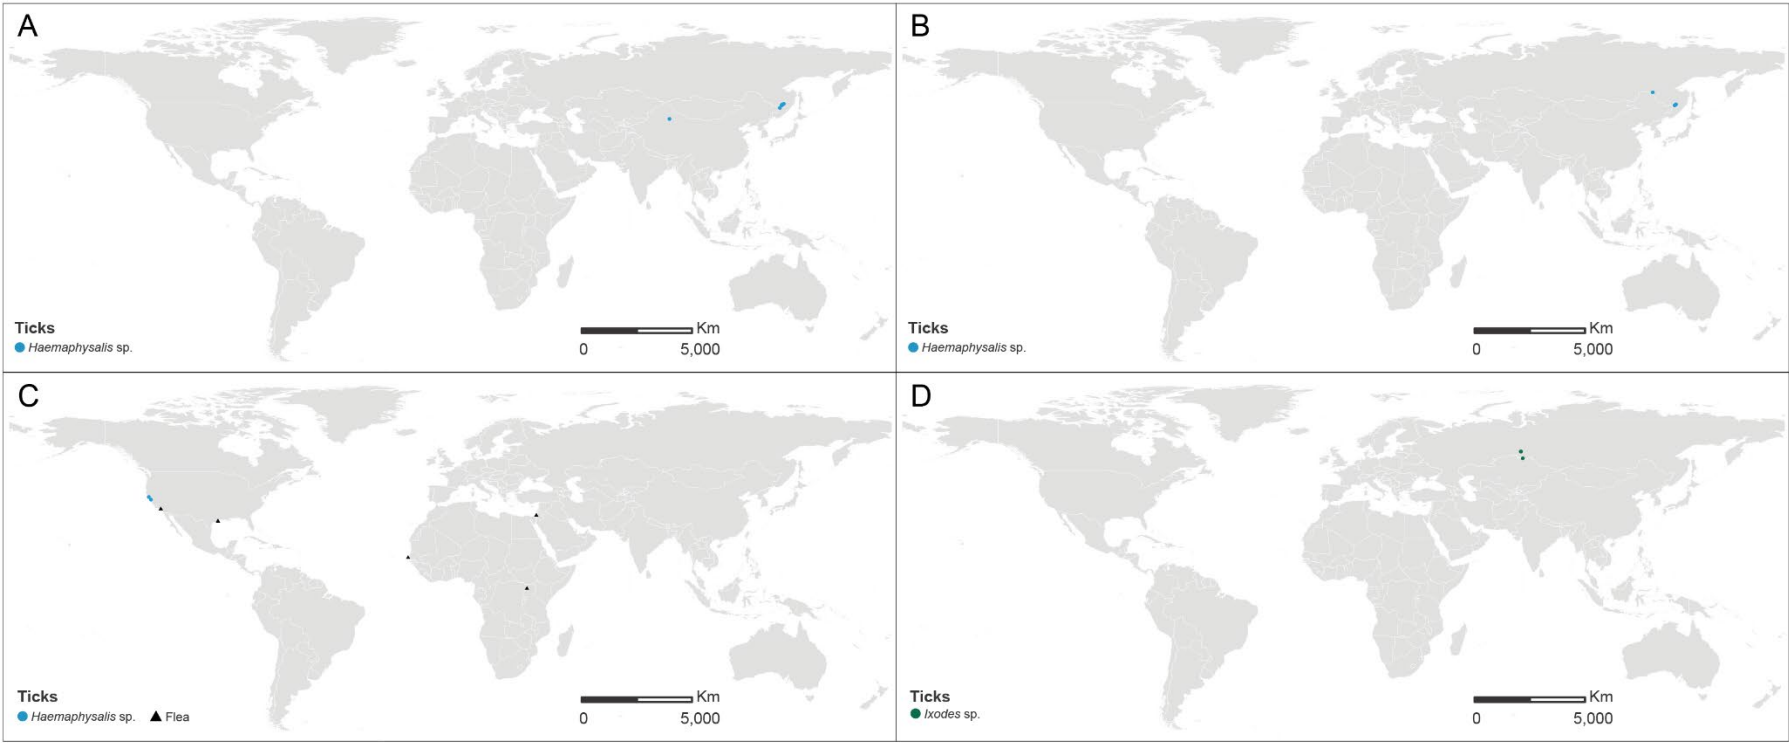 A
Ticks
Haemaphysalis sp.
Km
0 5,000
B
Ticks
Haemaphysalis sp.
Km
0 5,000
C
Ticks
Haemaphysalis sp. Flea
Km
0 5,000
D
Ticks
Ixodes sp.
Km
0 5,000